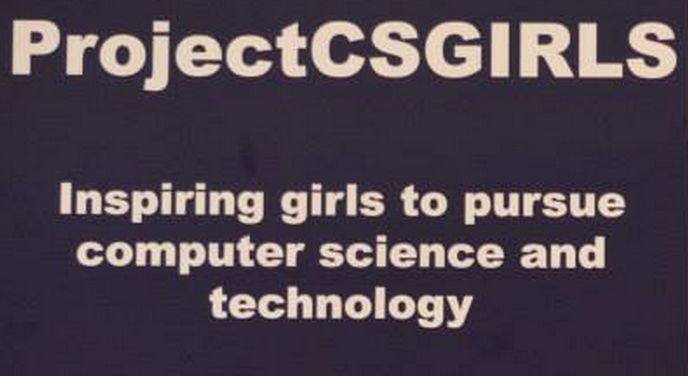 ProjectCSGIRLS
Inspiring girls to pursue
computer science and
technology